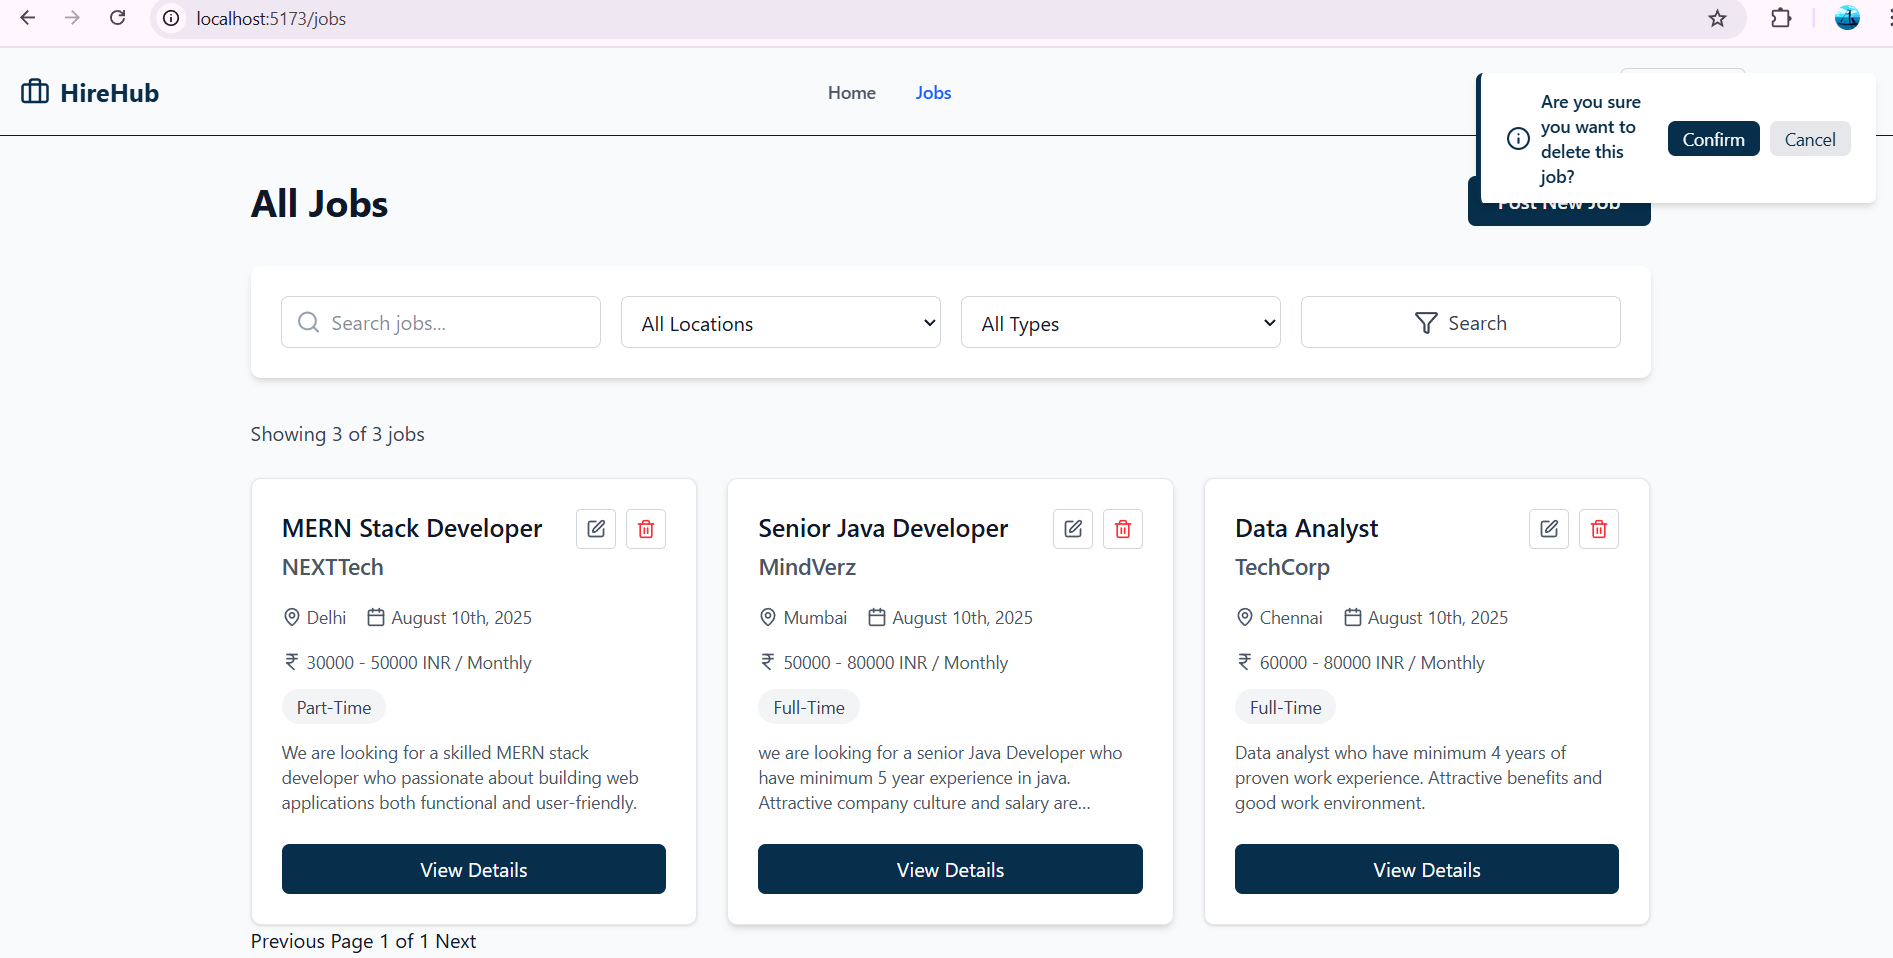 localhost:5173/jobs
HireHub
Home
Jobs
Are you sure
you want to
delete this
job?
Confirm
Cancel
All Jobs
Post New Job
Search jobs...
All Locations
All Types
Search
Showing 3 of 3 jobs
MERN Stack Developer
NEXTTech
Delhi
August 10th, 2025
₹ 30000 - 50000 INR / Monthly
Part-Time
We are looking for a skilled MERN stack
developer who passionate about building web
applications both functional and user-friendly.
View Details
Senior Java Developer
MindVerz
Mumbai
August 10th, 2025
₹ 50000 - 80000 INR / Monthly
Full-Time
we are looking for a senior Java Developer who
have minimum 5 year experience in java.
Attractive company culture and salary are...
View Details
Data Analyst
TechCorp
Chennai
August 10th, 2025
₹ 60000 - 80000 INR / Monthly
Full-Time
Data analyst who have minimum 4 years of
proven work experience. Attractive benefits and
good work environment.
View Details
Previous Page 1 of 1 Next